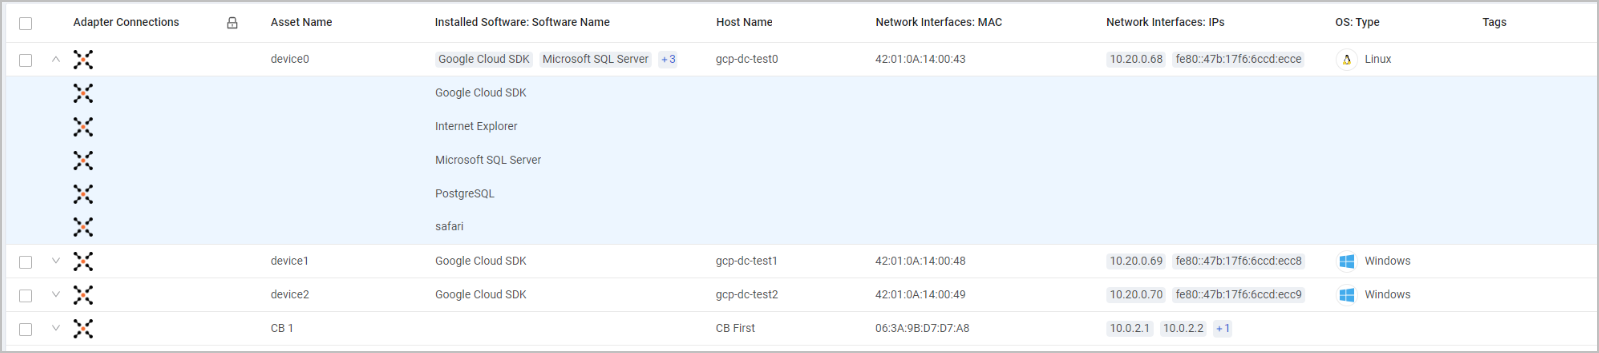 Adapter Connections Asset Name Installed Software: Software Name Host Name Network Interfaces: MAC Network Interfaces: IPs OS: Type Tags
device0 Google Cloud SDK Microsoft SQL Server +3 gcp-dc-test0 42:01:0A:14:00:43 10.20.0.68 fe80::47b:17f6:6ccd:ecce Linux
Google Cloud SDK
Internet Explorer
Microsoft SQL Server
PostgreSQL
safari
device1 Google Cloud SDK gcp-dc-test1 42:01:0A:14:00:48 10.20.0.69 fe80::47b:17f6:6ccd:ecc8 Windows
device2 Google Cloud SDK gcp-dc-test2 42:01:0A:14:00:49 10.20.0.70 fe80::47b:17f6:6ccd:ecc9 Windows
CB 1 CB First 06:3A:9B:D7:D7:A8 10.0.2.1 10.0.2.2 +1